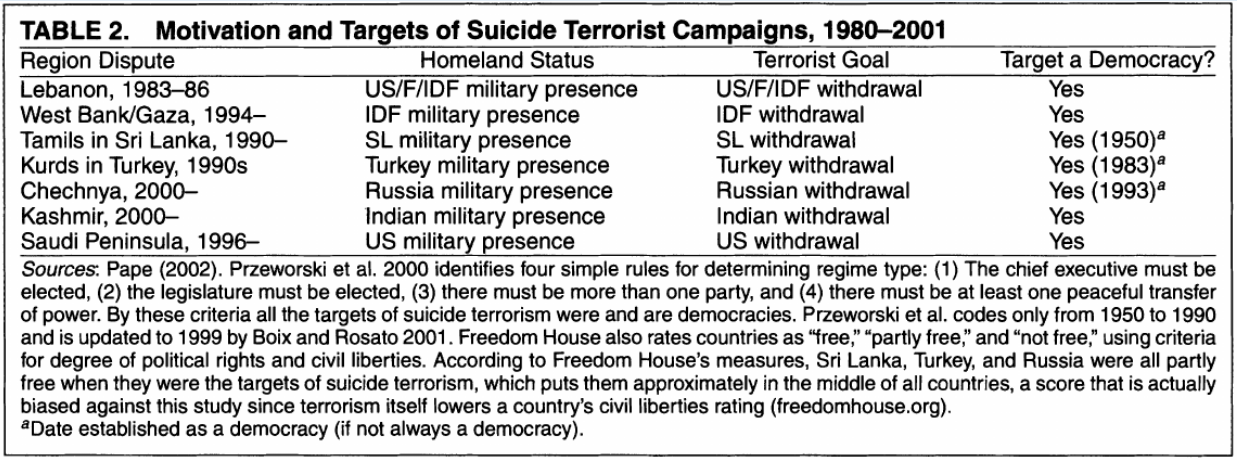 TABLE 2. Motivation and Targets of Suicide Terrorist Campaigns, 1980–2001
Region Dispute Homeland Status Terrorist Goal Target a Democracy?
Lebanon, 1983–86 US/F/IDF military presence US/F/IDF withdrawal Yes
West Bank/Gaza, 1994– IDF military presence IDF withdrawal Yes
Tamils in Sri Lanka, 1990– SL military presence SL withdrawal Yes (1950)a
Kurds in Turkey, 1990s Turkey military presence Turkey withdrawal Yes (1983)a
Chechnya, 2000– Russia military presence Russian withdrawal Yes (1993)a
Kashmir, 2000– Indian military presence Indian withdrawal Yes
Saudi Peninsula, 1996– US military presence US withdrawal Yes
Sources: Pape (2002). Przeworski et al. 2000 identifies four simple rules for determining regime type: (1) The chief executive must be
elected, (2) the legislature must be elected, (3) there must be more than one party, and (4) there must be at least one peaceful transfer
of power. By these criteria all the targets of suicide terrorism were and are democracies. Przeworski et al. codes only from 1950 to 1990
and is updated to 1999 by Boix and Rosato 2001. Freedom House also rates countries as "free," "partly free," and "not free," using criteria
for degree of political rights and civil liberties. According to Freedom House's measures, Sri Lanka, Turkey, and Russia were all partly
free when they were the targets of suicide terrorism, which puts them approximately in the middle of all countries, a score that is actually
biased against this study since terrorism itself lowers a country's civil liberties rating (freedomhouse.org).
aDate established as a democracy (if not always a democracy).